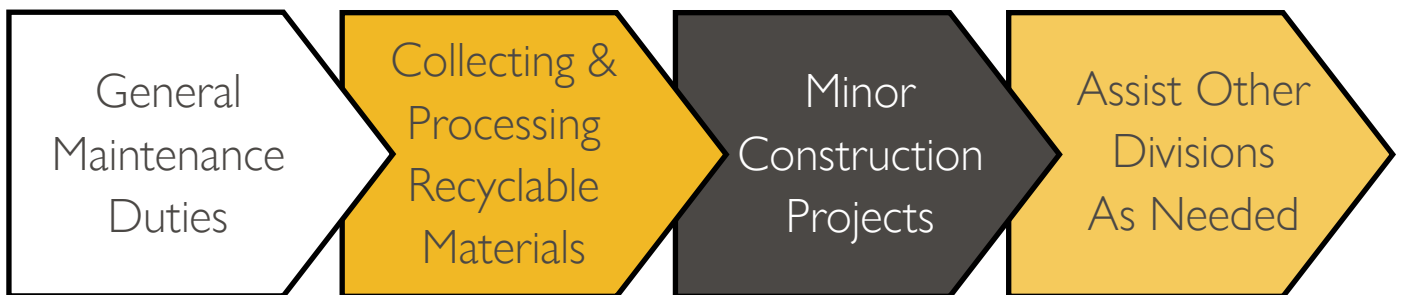 General
Maintenance
Duties
Collecting &
Processing
Recyclable
Materials
Minor
Construction
Projects
Assist Other
Divisions
As Needed